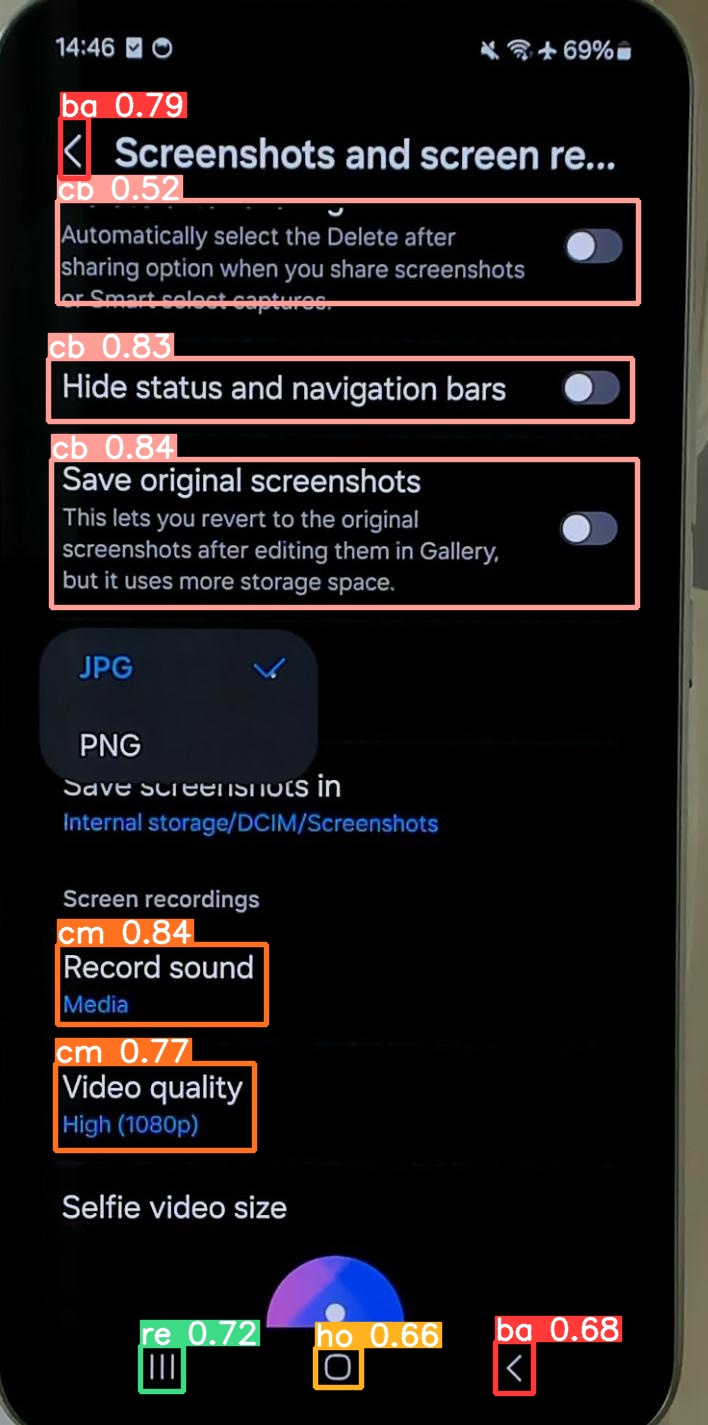 14:46
69%
ba 0.79
Screenshots and screen re...
cb 0.52
Automatically select the Delete after
sharing option when you share screenshots
or Smart select captures.
cb 0.83
Hide status and navigation bars
cb 0.84
Save original screenshots
This lets you revert to the original
screenshots after editing them in Gallery,
but it uses more storage space.
JPG
PNG
Save screenshots in
Internal storage/DCIM/Screenshots
Screen recordings
cm 0.84
Record sound
Media
cm 0.77
Video quality
High (1080p)
Selfie video size
re 0.72
ho 0.66
ba 0.68